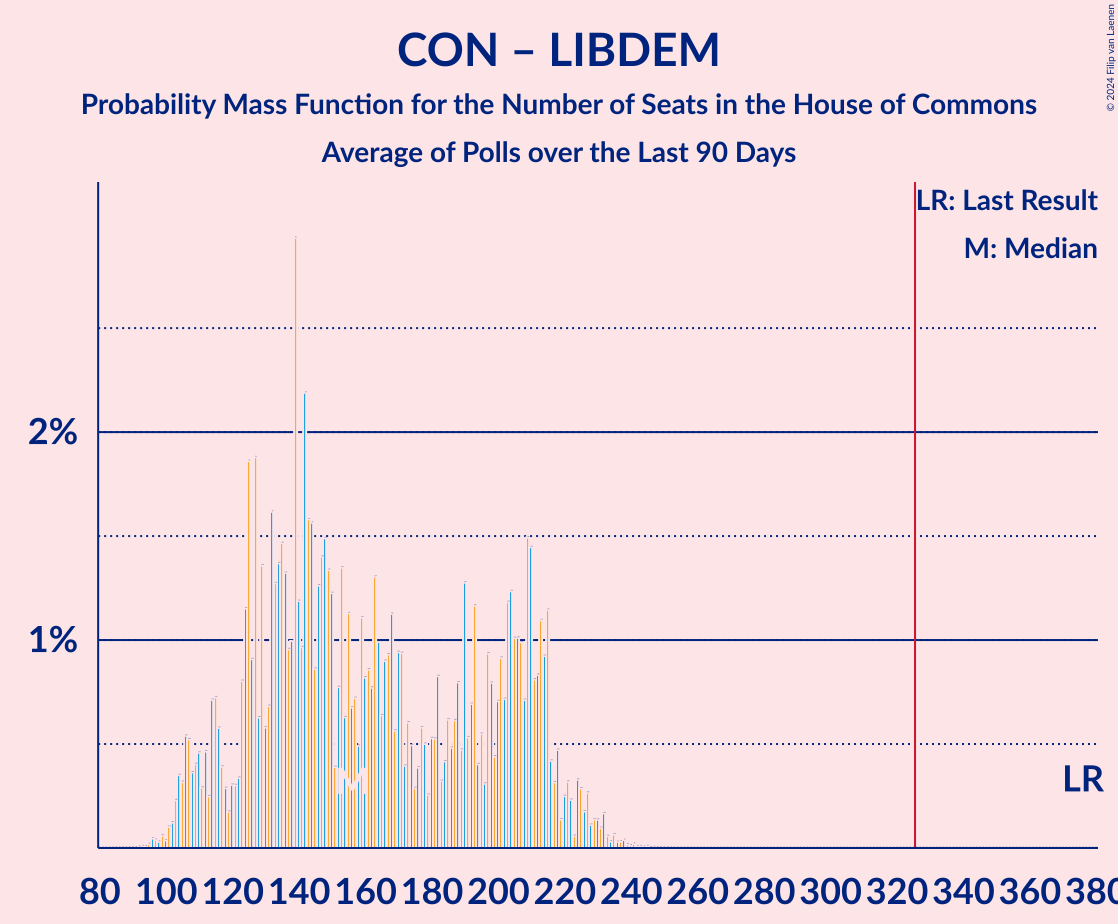 CON – LIBDEM
Probability Mass Function for the Number of Seats in the House of Commons
Average of Polls over the Last 90 Days
© 2024 Filip van Laenen
LR: Last Result
M: Median
2%
1%
M
LR
80 100 120 140 160 180 200 220 240 260 280 300 320 340 360 380